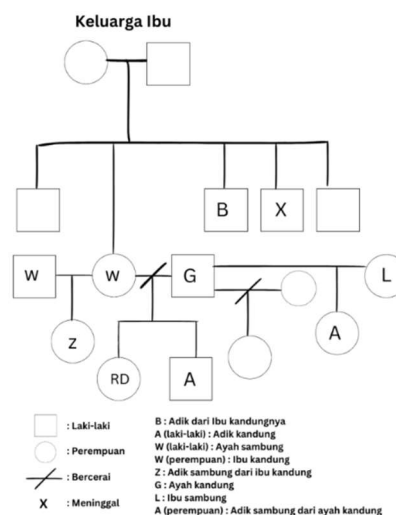 Keluarga Ibu
B
X
W
W
G
L
Z
A
RD
A
: Laki-laki
: Perempuan
: Bercerai
X : Meninggal
B : Adik dari Ibu kandungnya
A (laki-laki) : Adik kandung
W (laki-laki) : Ayah sambung
W (perempuan) : Ibu kandung
Z : Adik sambung dari ibu kandung
G : Ayah kandung
L : Ibu sambung
A (perempuan) : Adik sambung dari ayah kandung